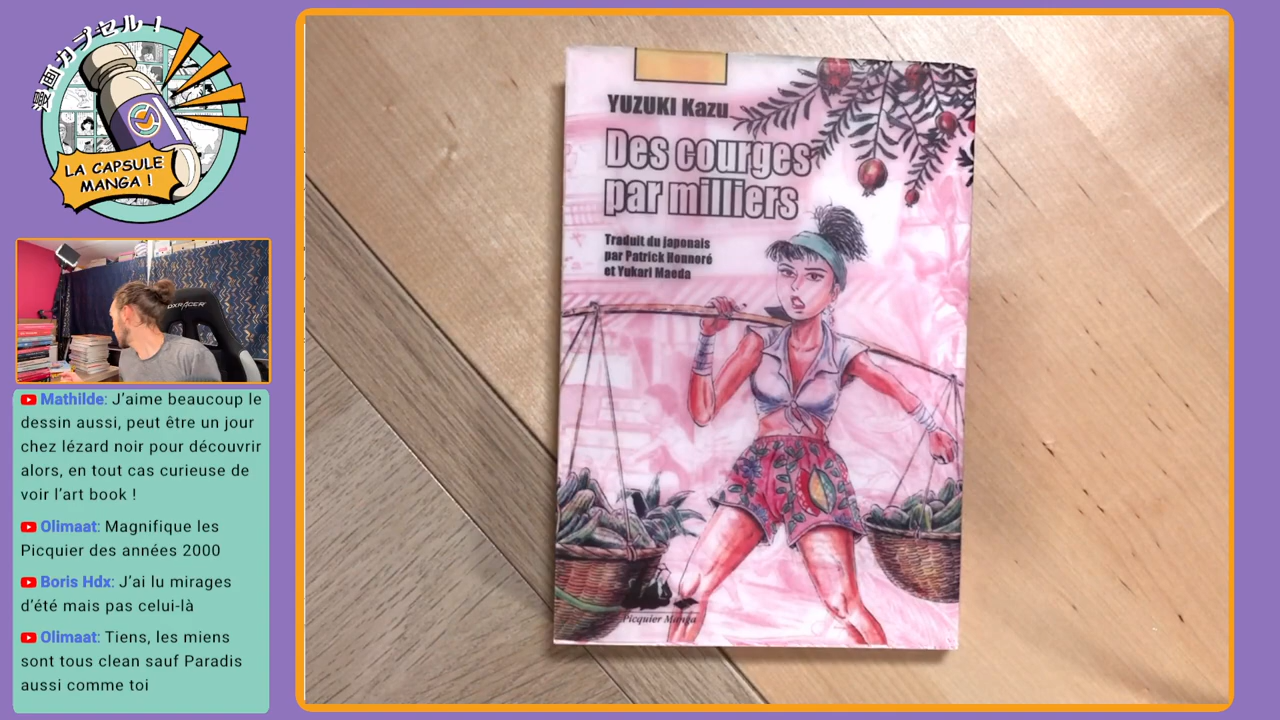 漫画カプセル！
LA CAPSULE
MANGA !
DXRACER
Mathilde: J’aime beaucoup le
dessin aussi, peut être un jour
chez lézard noir pour découvrir
alors, en tout cas curieuse de
voir l’art book !
Olimaat: Magnifique les
Picquier des années 2000
Boris Hdx: J’ai lu mirages
d’été mais pas celui-là
Olimaat: Tiens, les miens
sont tous clean sauf Paradis
aussi comme toi
YUZUKI Kazu
Des courges
par milliers
Traduit du japonais
par Patrick Honnoré
et Yukari Maeda
Picquier Manga